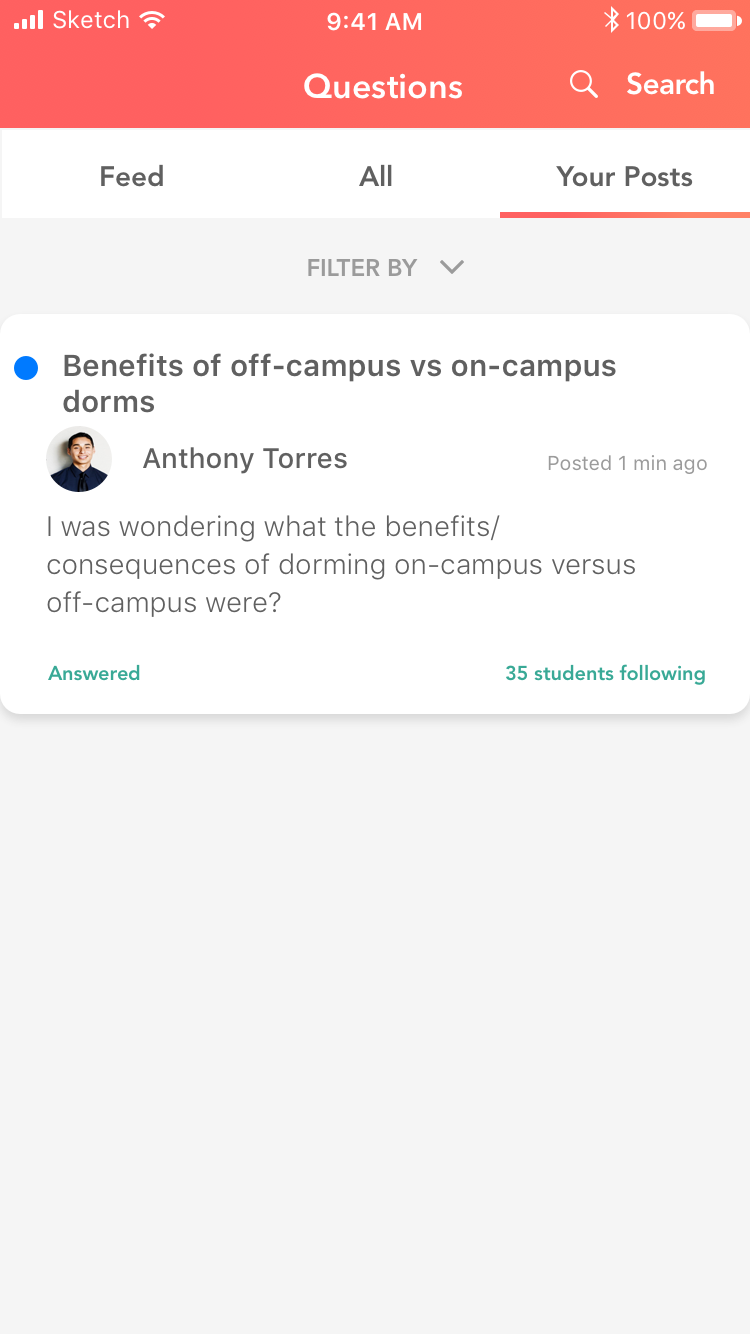 Sketch 9:41 AM 100%
Questions Search
Feed All Your Posts
FILTER BY
Benefits of off-campus vs on-campus
dorms
Anthony Torres Posted 1 min ago
I was wondering what the benefits/
consequences of dorming on-campus versus
off-campus were?
Answered 35 students following